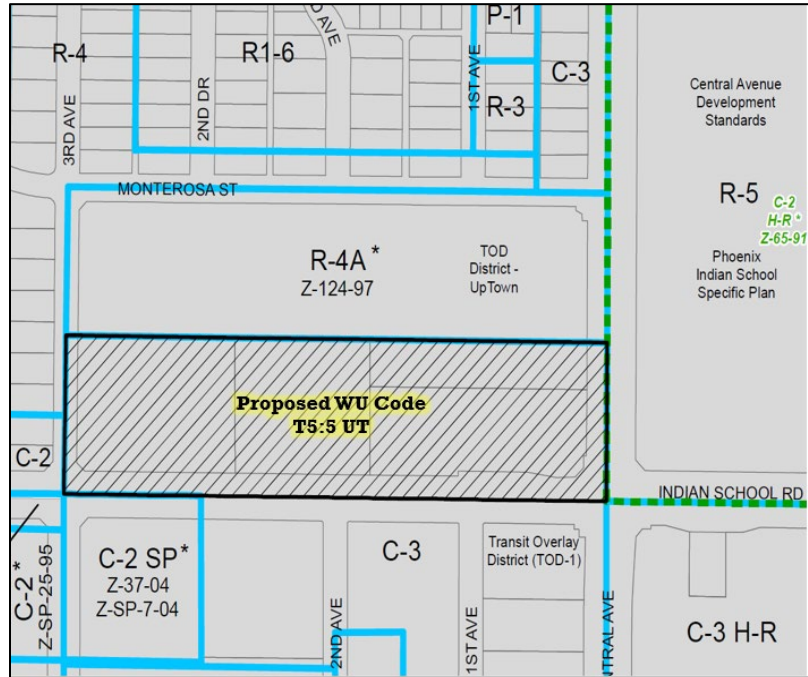 P-1
R-4
R1-6
D AVE
1ST AVE
C-3
2ND DR
3RD AVE
R-3
Central Avenue
Development
Standards
MONTEROSA ST
R-5
C-2
H-R *
Z-65-91
R-4A *
Z-124-97
TOD
District -
UpTown
Phoenix
Indian School
Specific Plan
Proposed WU Code
T5:5 UT
C-2
INDIAN SCHOOL RD
C-2 *
Z-SP-25-95
C-2 SP *
Z-37-04
Z-SP-7-04
2ND AVE
C-3
1ST AVE
Transit Overlay
District (TOD-1)
NTRAL AVE
C-3 H-R